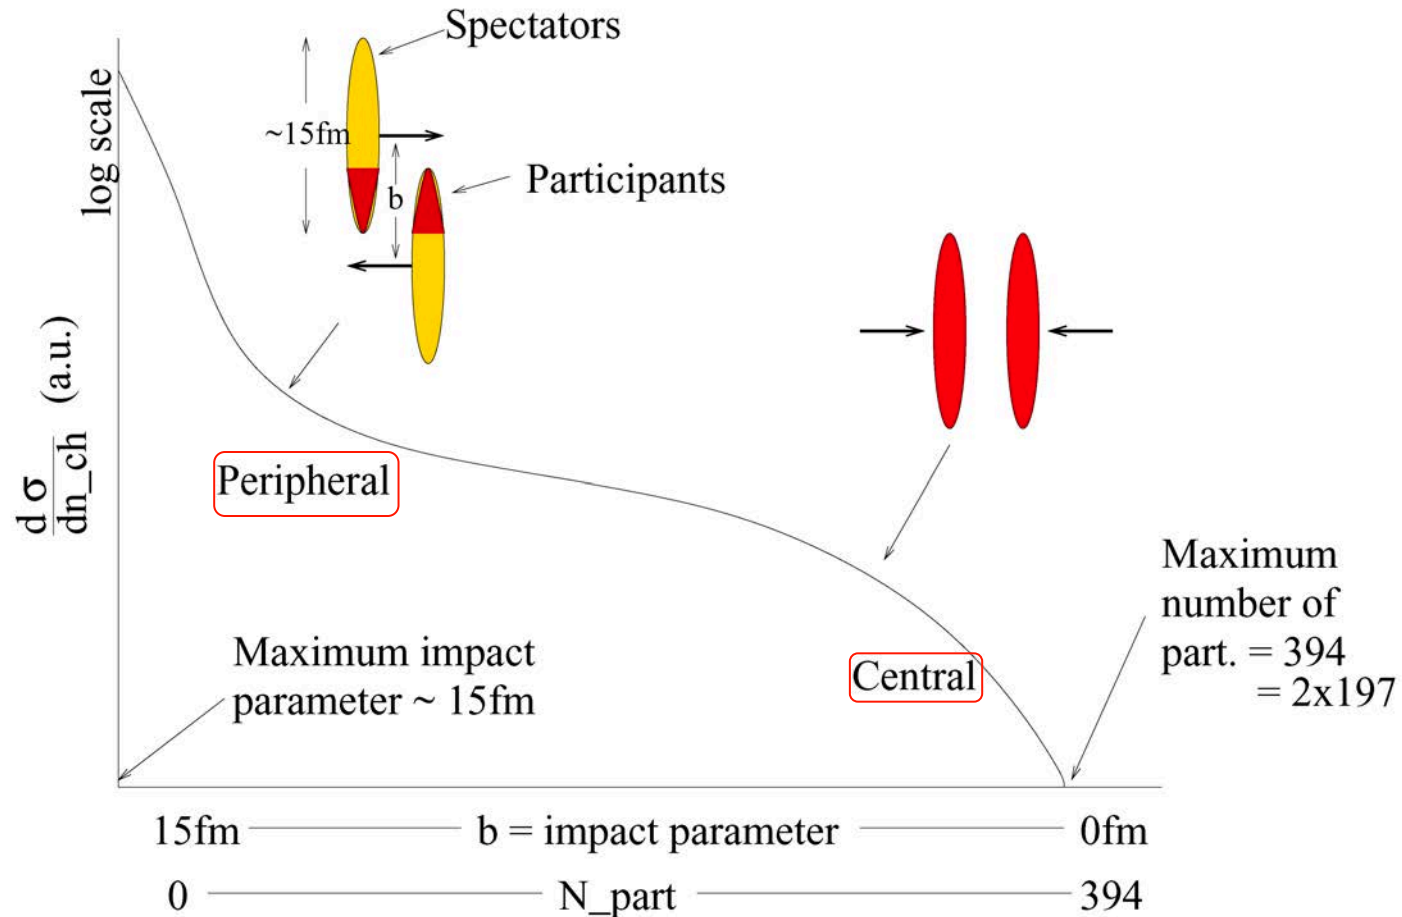 Spectators
log scale
~15fm
b
Participants
dσ
dn_ch
(a.u.)
Peripheral
Central
Maximum
number of
part. = 394
= 2x197
Maximum impact
parameter ~ 15fm
15fm b = impact parameter 0fm
0 N_part 394